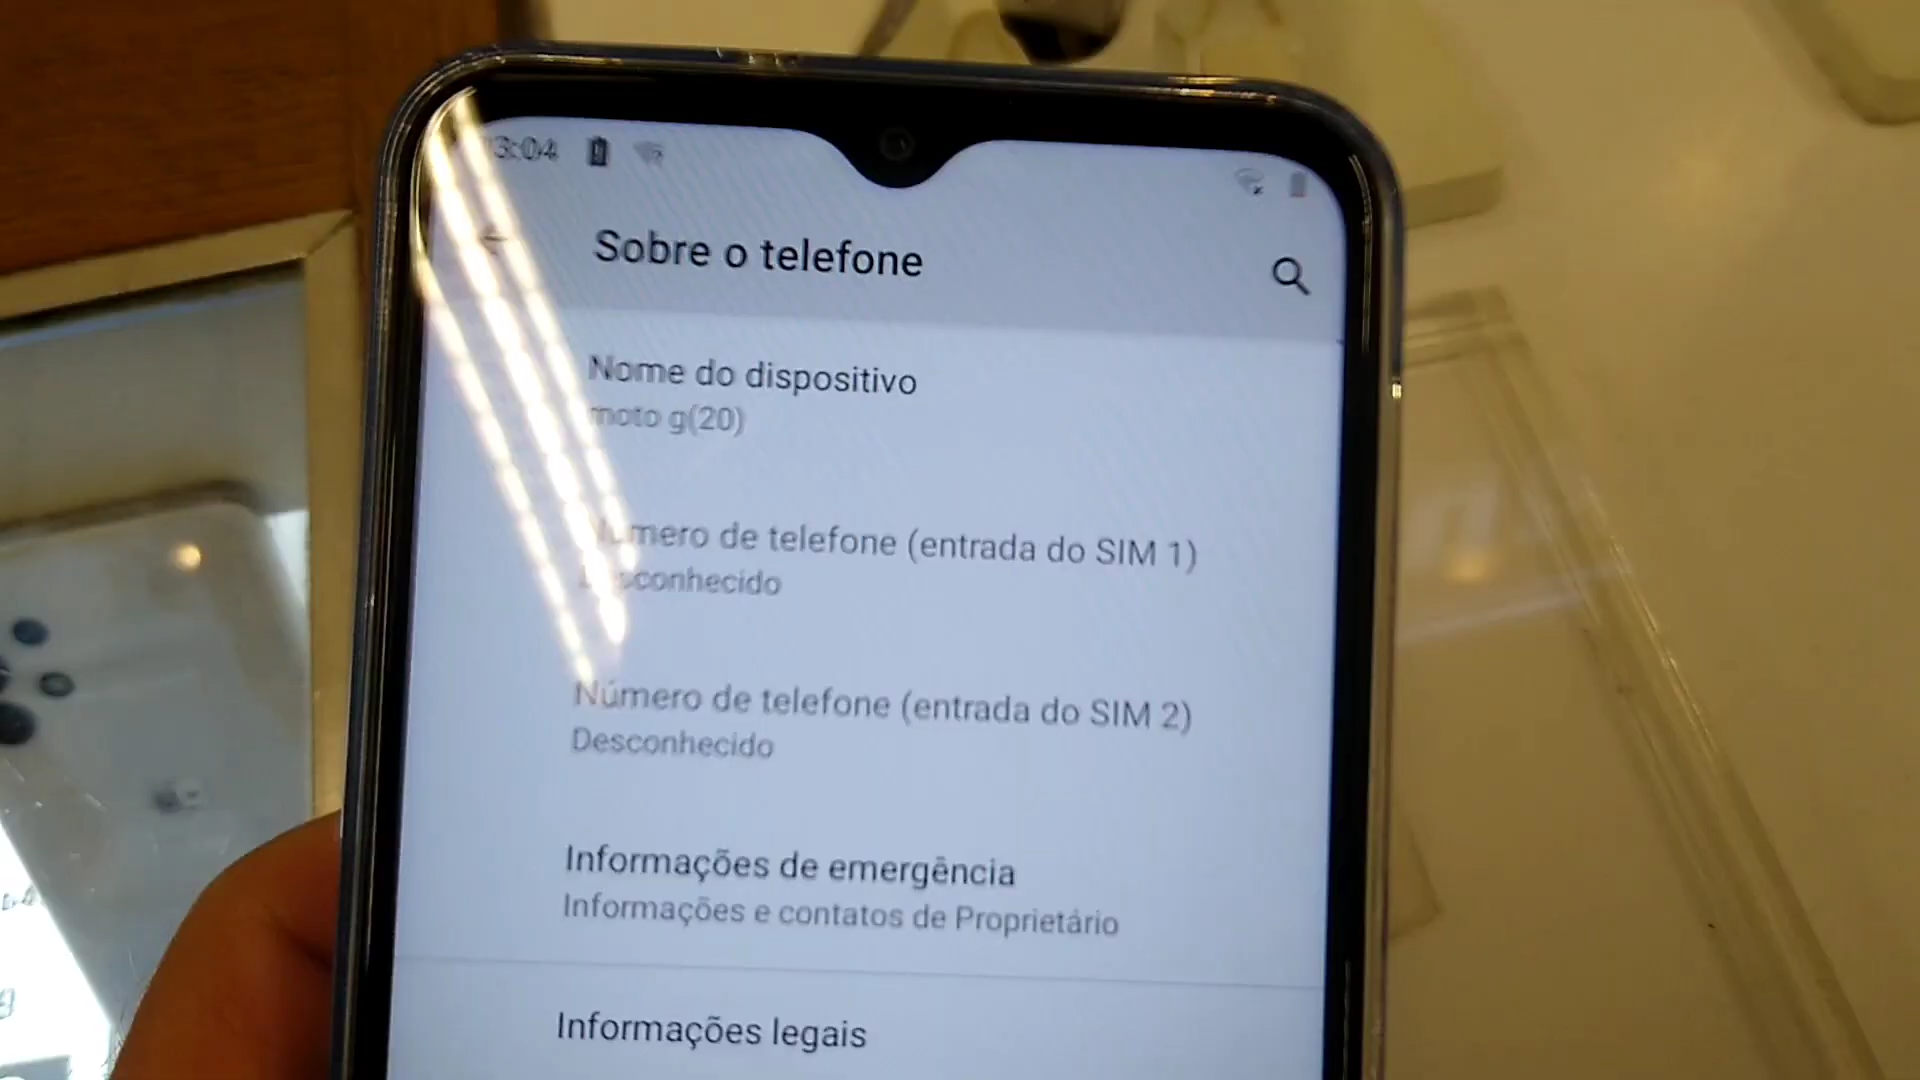 3:04
Sobre o telefone
Nome do dispositivo
moto g(20)
Número de telefone (entrada do SIM 1)
Desconhecido
Número de telefone (entrada do SIM 2)
Desconhecido
Informações de emergência
Informações e contatos de Proprietário
Informações legais